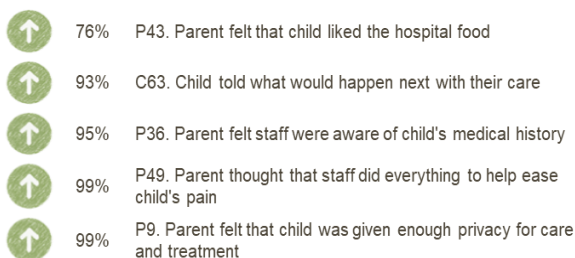 76% P43. Parent felt that child liked the hospital food
93% C63. Child told what would happen next with their care
95% P36. Parent felt staff were aware of child's medical history
99% P49. Parent thought that staff did everything to help ease
child's pain
99% P9. Parent felt that child was given enough privacy for care
and treatment